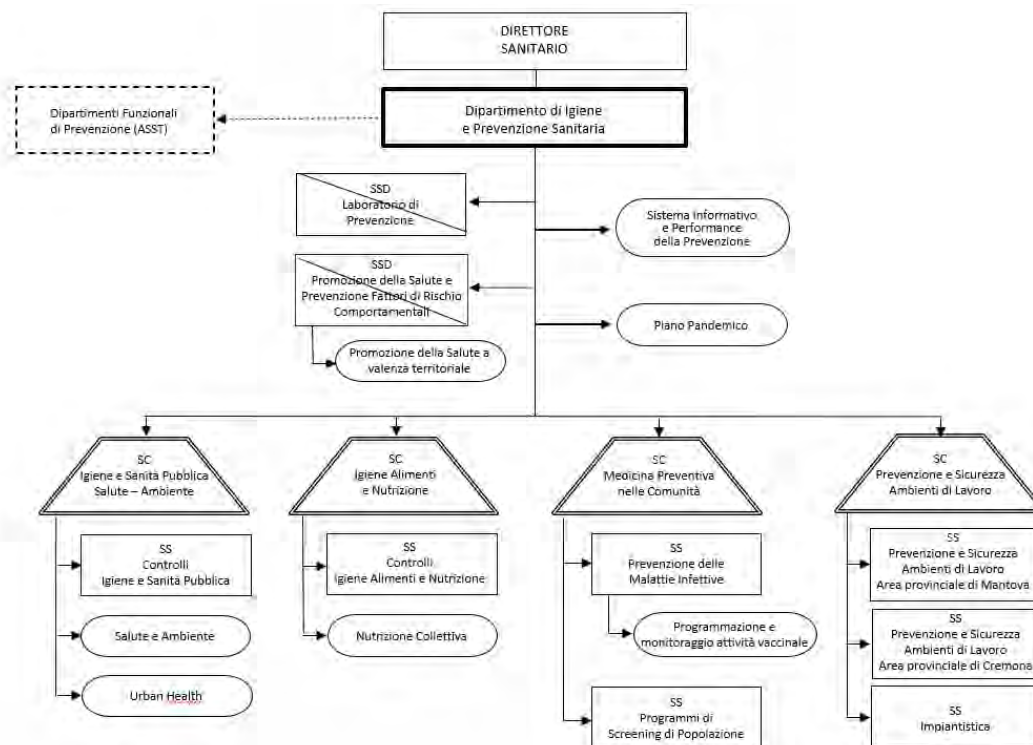 DIRETTORE
SANITARIO
Dipartimenti Funzionali
di Prevenzione (ASST)
Dipartimento di Igiene
e Prevenzione Sanitaria
SSD
Laboratorio di
Prevenzione
Sistema Informativo
e Performance
della Prevenzione
SSD
Promozione della Salute e
Prevenzione Fattori di Rischio
Comportamentali
Piano Pandemico
Promozione della Salute a
valenza territoriale
SC
Igiene e Sanità Pubblica
Salute – Ambiente
SS
Controlli
Igiene e Sanità Pubblica
Salute e Ambiente
Urban Health
SC
Igiene Alimenti
e Nutrizione
SS
Controlli
Igiene Alimenti e Nutrizione
Nutrizione Collettiva
SC
Medicina Preventiva
nelle Comunità
SS
Prevenzione delle
Malattie Infettive
Programmazione e
monitoraggio attività vaccinale
SS
Programmi di
Screening di Popolazione
SC
Prevenzione e Sicurezza
Ambienti di Lavoro
SS
Prevenzione e Sicurezza
Ambienti di Lavoro
Area provinciale di Mantova
SS
Prevenzione e Sicurezza
Ambienti di Lavoro
Area provinciale di Cremona
SS
Impiantistica